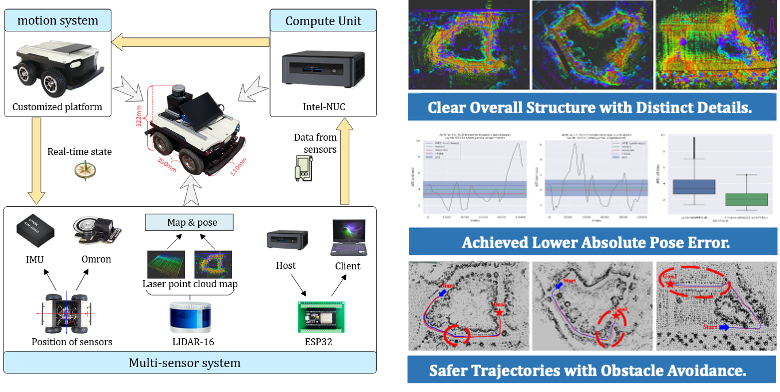 motion system
Compute Unit
Customized platform
Intel-NUC
322mm
Real-time state
Data from
sensors
Map & pose
IMU
Omron
Laser point cloud map
Host
Client
Position of sensors
LIDAR-16
ESP32
Multi-sensor system
Clear Overall Structure with Distinct Details.
Achieved Lower Absolute Pose Error.
Start
Goal
Start
Goal
Start
Safer Trajectories with Obstacle Avoidance.